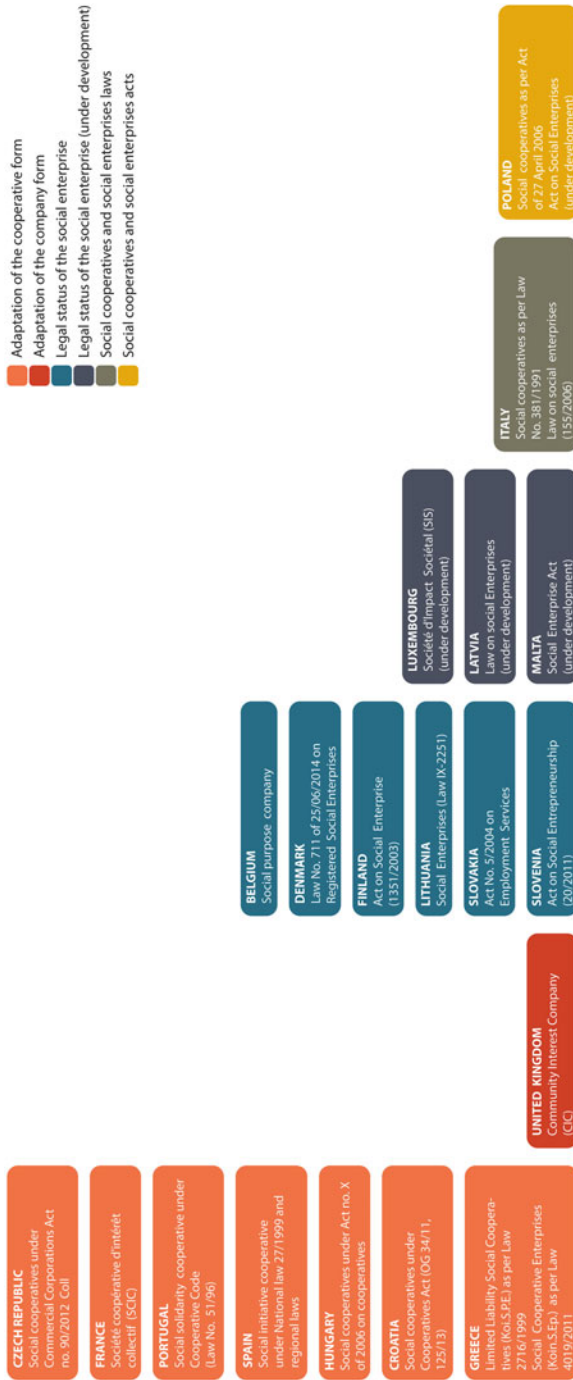 Adaptation of the cooperative form
Adaptation of the company form
Legal status of the social enterprise
Legal status of the social enterprise (under development)
Social cooperatives and social enterprises laws
Social cooperatives and social enterprises acts
CZECH REPUBLIC
Social cooperatives under
Commercial Corporations Act
no. 90/2012 Coll
FRANCE
Société coopérative d'intérêt
collectif (SCIC)
PORTUGAL
Social solidarity cooperative under
Cooperative Code
(Law No. 51/96)
SPAIN
Social initiative cooperative
under National law 27/1999 and
regional laws
HUNGARY
Social cooperatives under Act no. X
of 2006 on cooperatives
CROATIA
Social cooperatives under
Cooperatives Act (OG 34/11,
125/13)
GREECE
Limited Liability Social Coopera-
tives (Koi.S.P.E.) as per Law
2716/1999
Social Cooperative Enterprises
(Koin.S.Ep.) as per Law
4019/2011
UNITED KINGDOM
Community Interest Company
(CIC)
BELGIUM
Social purpose company
DENMARK
Law No. 711 of 25/06/2014 on
Registered Social Enterprises
FINLAND
Act on Social Enterprise
(1351/2003)
LITHUANIA
Social Enterprises (Law IX-2251)
SLOVAKIA
Act No. 5/2004 on
Employment Services
SLOVENIA
Act on Social Entrepreneurship
(20/2011)
LUXEMBOURG
Société d'Impact Sociétal (SIS)
(under development)
LATVIA
Law on social Enterprises
(under development)
MALTA
Social Enterprise Act
(under development)
ITALY
Social cooperatives as per Law
No. 381/1991
Law on social enterprises
(155/2006)
POLAND
Social cooperatives as per Act
of 27 April 2006
Act on Social Enterprises
(under development)